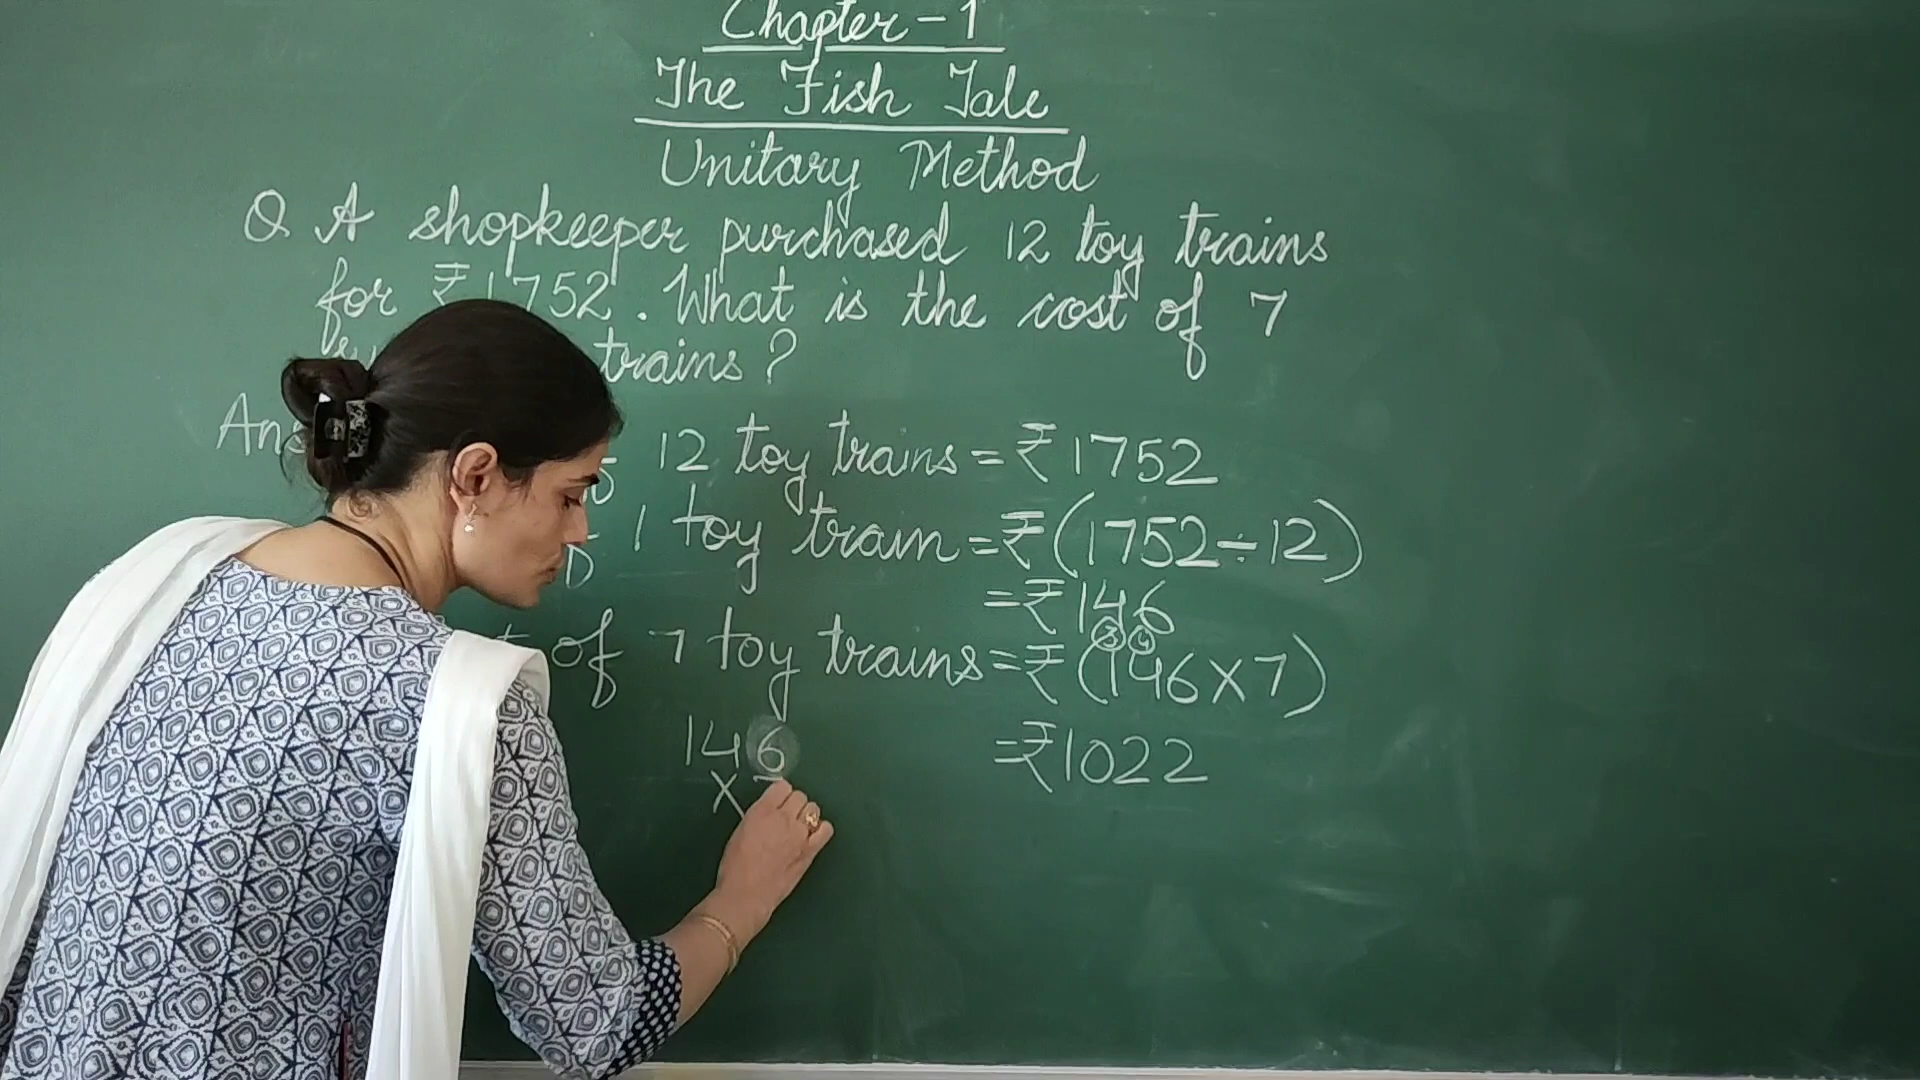 Chapter - 1
The Fish Tale
Unitary Method
Q A shopkeeper purchased 12 toy trains
for ₹ 1752. What is the cost of 7
trains?
Ans 12 toy trains = ₹ 1752
1 toy train = ₹ (1752 ÷ 12)
= ₹ 146
3 4
of 7 toy trains = ₹ (146 × 7)
146 = ₹ 1022
×